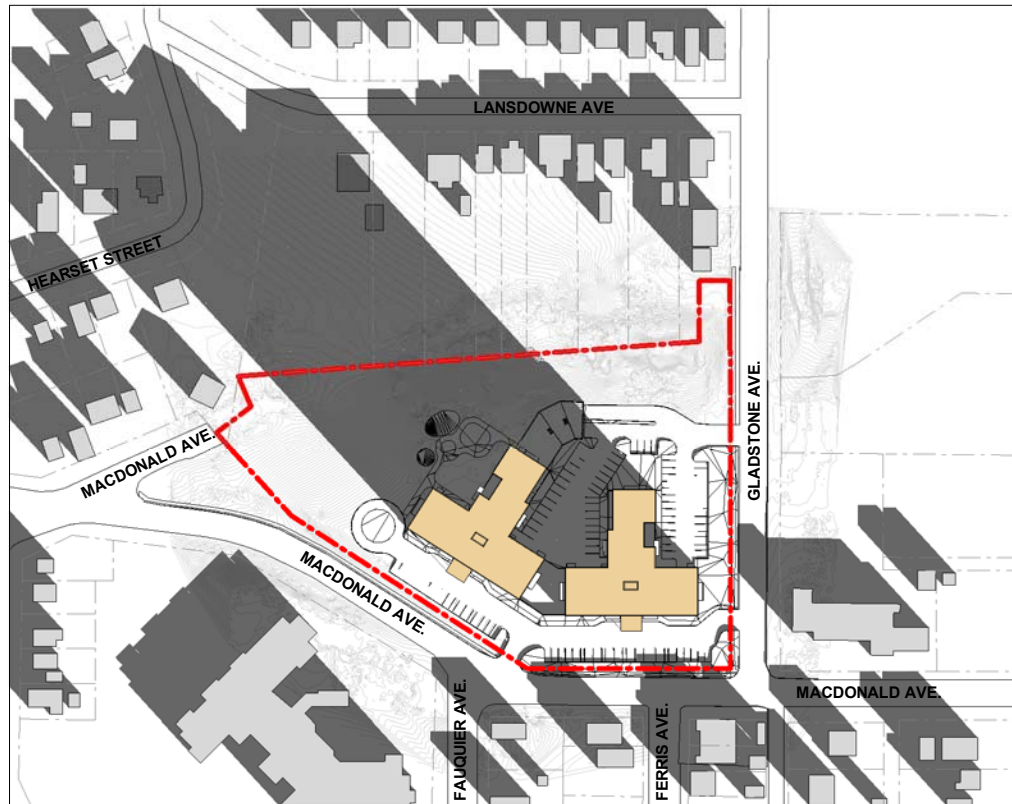 LANSDOWNE AVE
HEARSET STREET
GLADSTONE AVE.
MACDONALD AVE.
MACDONALD AVE.
MACDONALD AVE.
FAUQUIER AVE.
FERRIS AVE.